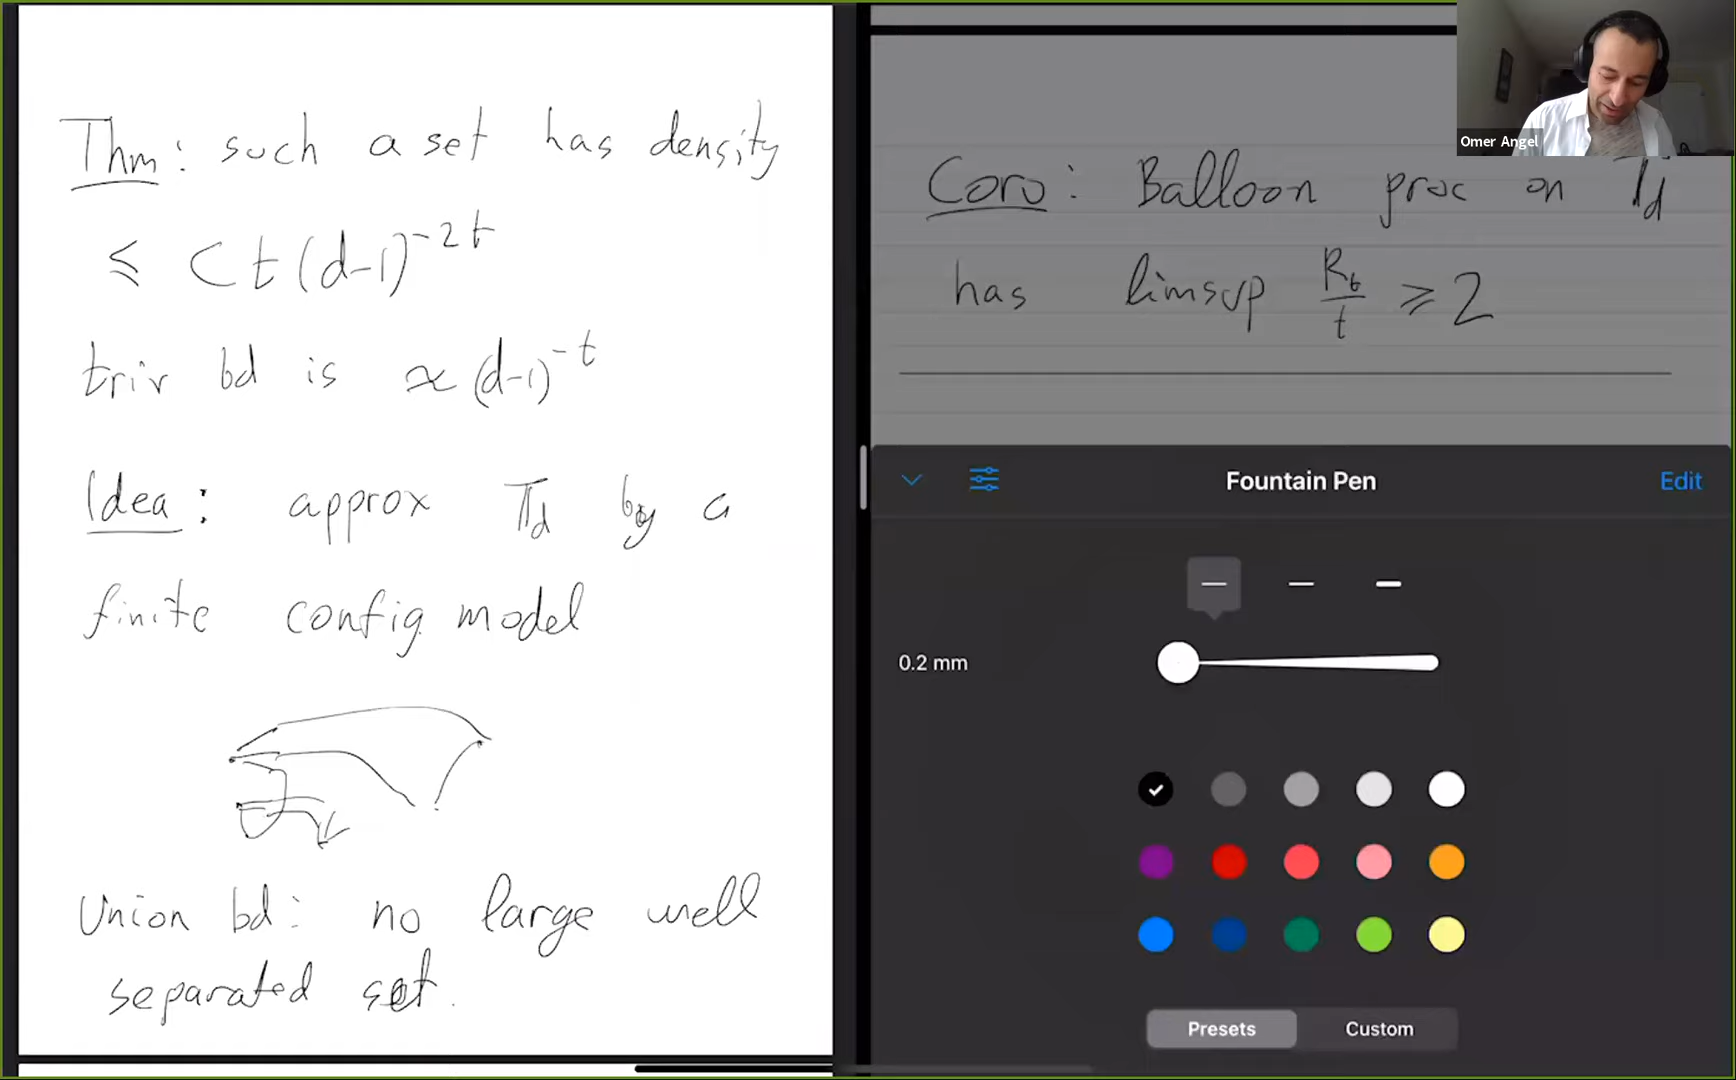 Thm: such a set has density
≤ Ct(d-1)^{-2t}
triv bd is ≍ (d-1)^{-t}
Idea: approx 𝕋_d by a
finite config model
Union bd: no large well
separated set.
Omer Angel
Coro: Balloon proc on 𝕋_d
has limsup R_t/t ≥ 2
Fountain Pen
Edit
0.2 mm
Presets
Custom